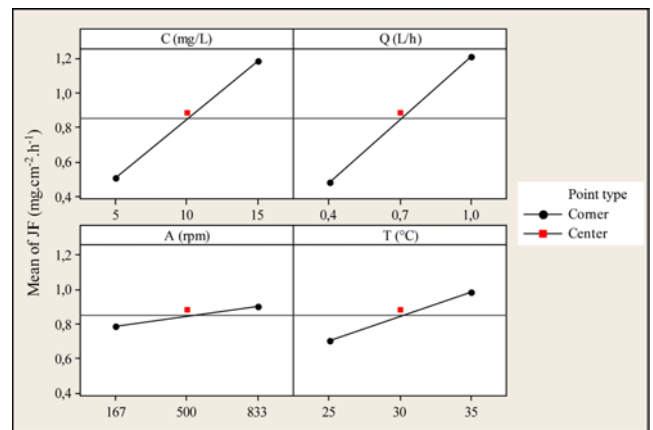 C (mg/L)
Q (L/h)
1,2
1,0
0,8
0,6
0,4
5
10
15
0,4
0,7
1,0
A (rpm)
T (°C)
1,2
1,0
0,8
0,6
0,4
167
500
833
25
30
35
Mean of JF (mg.cm-2.h-1)
Point type
Corner
Center